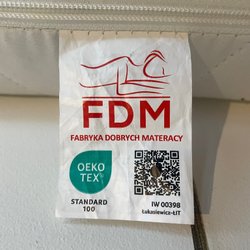 FDM
FABRYKA DOBRYCH MATERACY
OEKO
TEX
STANDARD
100
IW 00398
Łukasiewicz-ŁIT